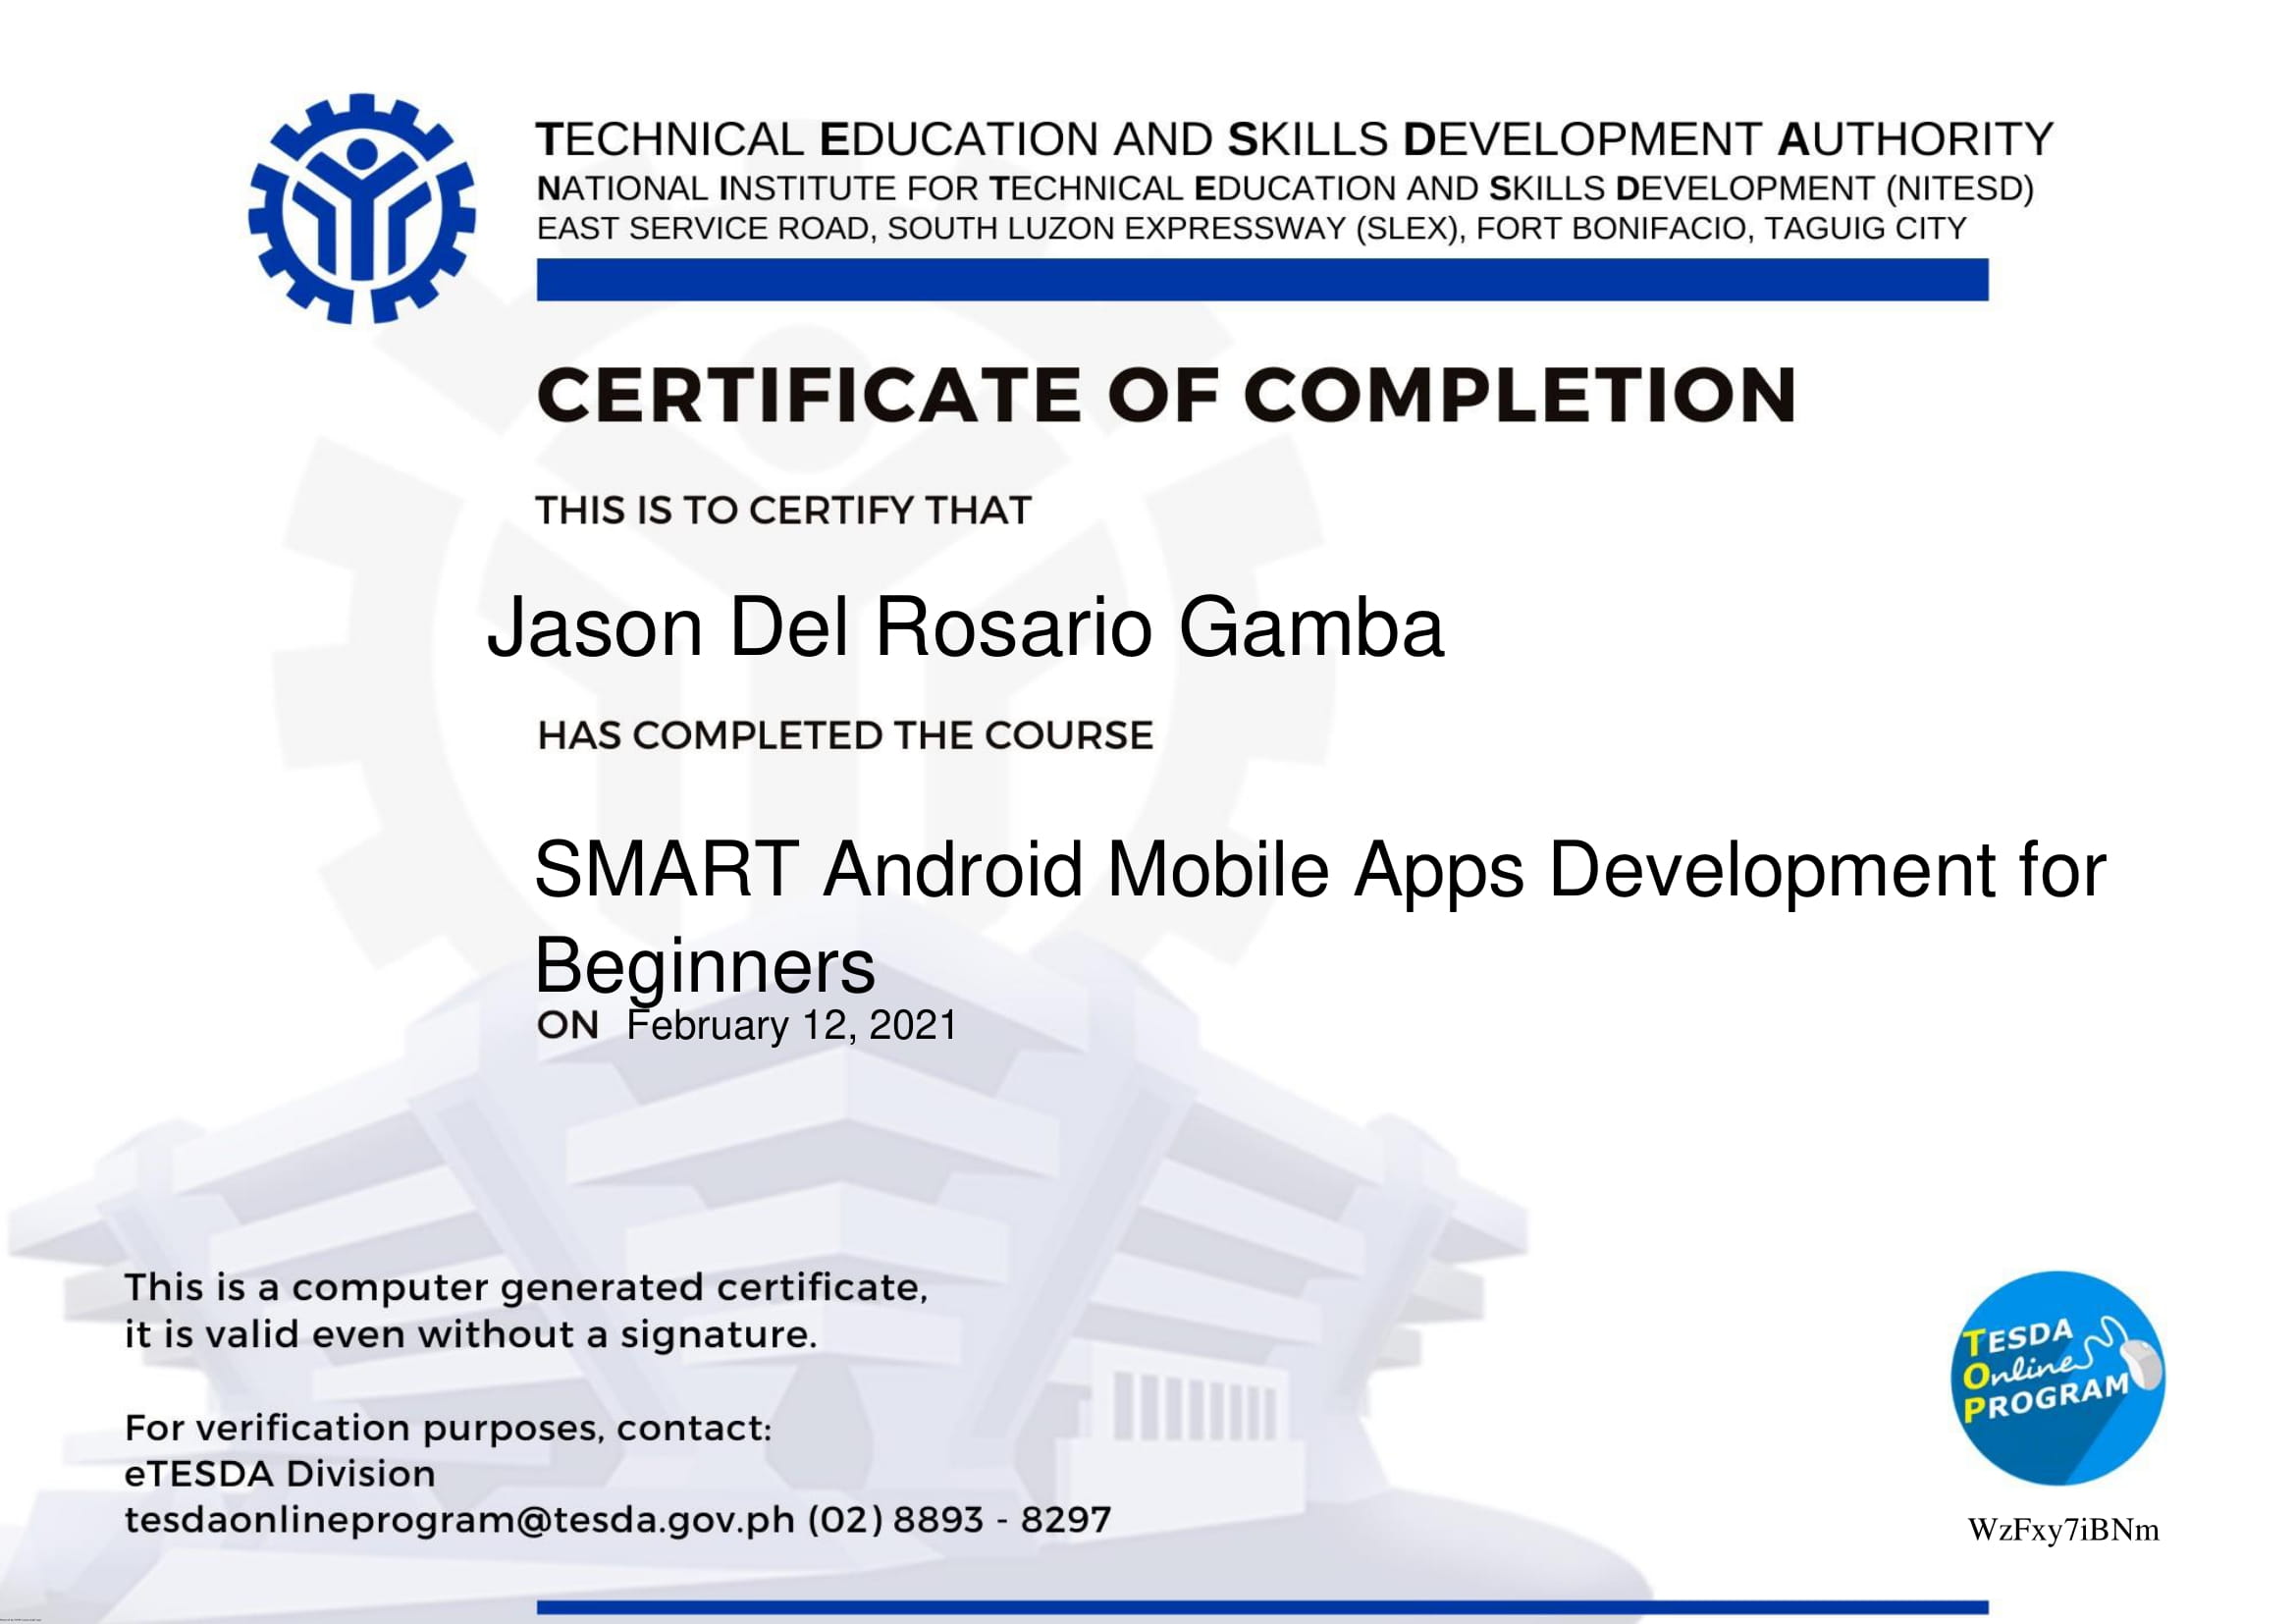 TECHNICAL EDUCATION AND SKILLS DEVELOPMENT AUTHORITY
NATIONAL INSTITUTE FOR TECHNICAL EDUCATION AND SKILLS DEVELOPMENT (NITESD)
EAST SERVICE ROAD, SOUTH LUZON EXPRESSWAY (SLEX), FORT BONIFACIO, TAGUIG CITY
CERTIFICATE OF COMPLETION
THIS IS TO CERTIFY THAT
Jason Del Rosario Gamba
HAS COMPLETED THE COURSE
SMART Android Mobile Apps Development for
Beginners
ON February 12, 2021
This is a computer generated certificate,
it is valid even without a signature.
For verification purposes, contact:
eTESDA Division
tesdaonlineprogram@tesda.gov.ph (02) 8893 - 8297
TESDA
Online
PROGRAM
WzFxy7iBNm